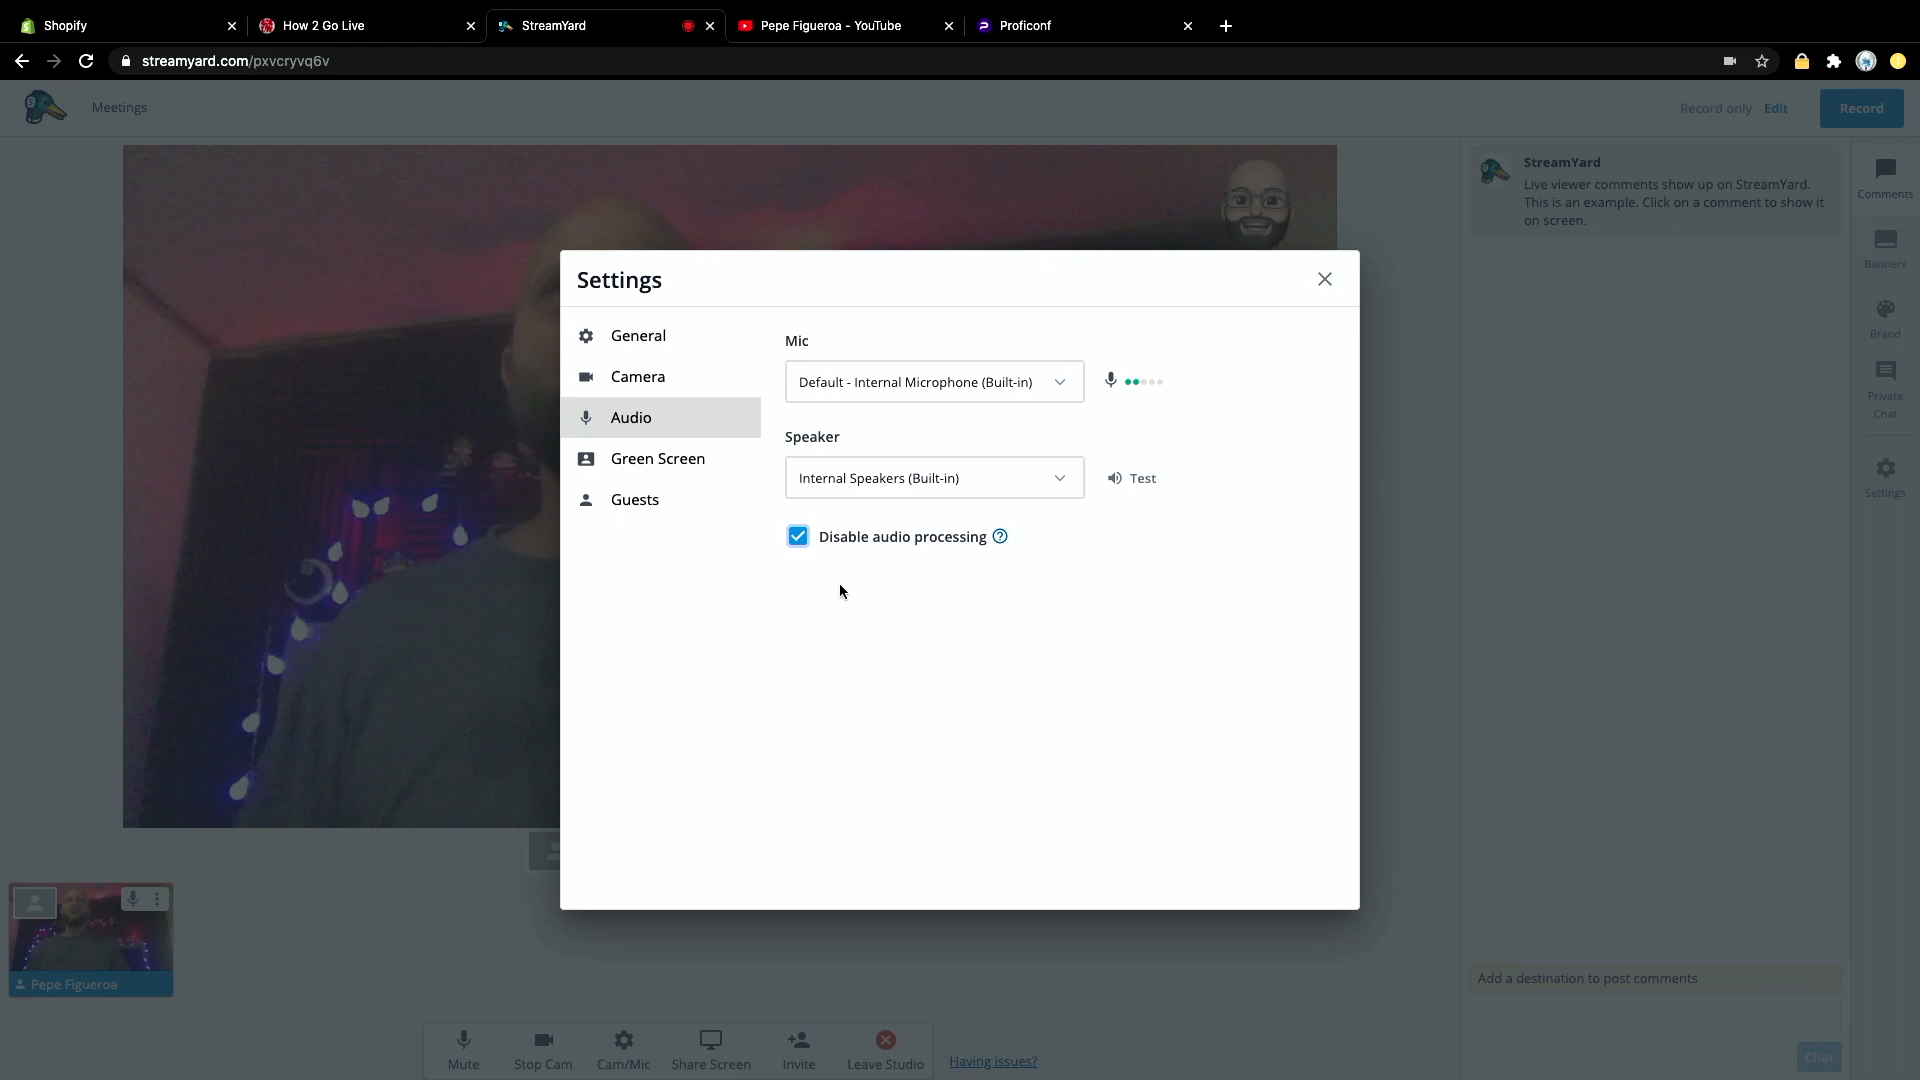 Shopify
How 2 Go Live
StreamYard
Pepe Figueroa - YouTube
Proficonf
streamyard.com/pxvcryvq6v
Meetings
Record only Edit Record
StreamYard
Live viewer comments show up on StreamYard.
This is an example. Click on a comment to show it
on screen.
Comments
Banners
Brand
Private
Chat
Settings
Settings
General
Camera
Audio
Green Screen
Guests
Mic
Default - Internal Microphone (Built-in)
Speaker
Internal Speakers (Built-in)
Test
Disable audio processing
Pepe Figueroa
Add a destination to post comments
Chat
Mute
Stop Cam
Cam/Mic
Share Screen
Invite
Leave Studio
Having issues?